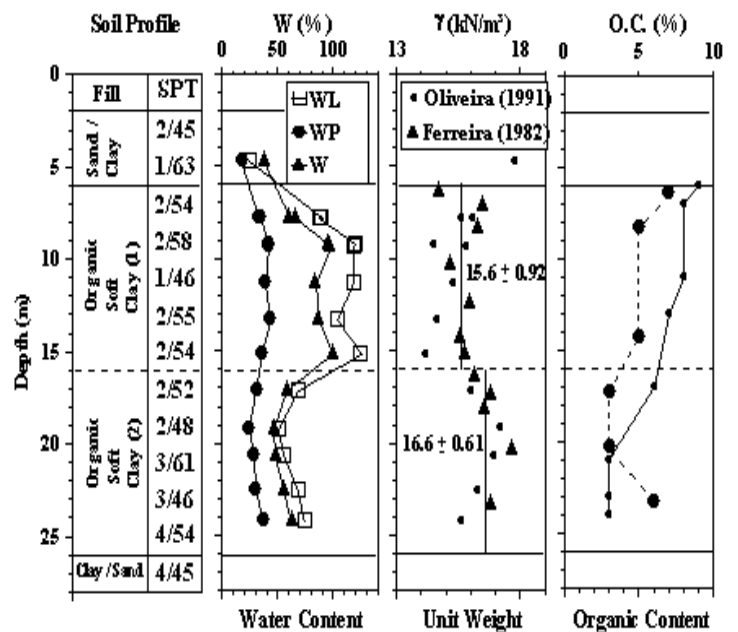 Soil Profile
W (%)
γ (kN/m³)
O.C. (%)
0 100
13 18
0 5 10
0
5
10
15
20
25
Depth (m)
Fill
SPT
Sand / Clay
2/45
1/63
Organic Soft Clay (1)
2/54
2/58
1/46
2/55
2/54
Organic Soft Clay (2)
2/52
2/48
3/61
3/46
4/54
Clay /Sand
4/45
WL
WP
W
Oliveira (1991)
Ferreira (1982)
15.6 ± 0.92
16.6 ± 0.61
Water Content
Unit Weight
Organic Content